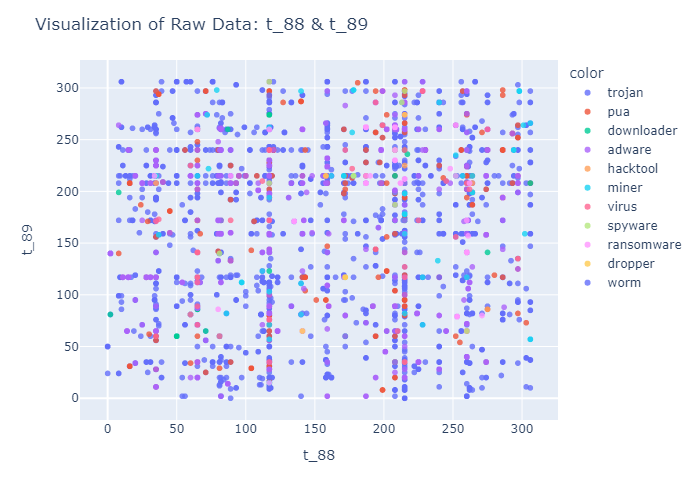 Visualization of Raw Data: t_88 & t_89
color
trojan
pua
downloader
adware
hacktool
miner
virus
spyware
ransomware
dropper
worm
300
250
200
150
100
50
0
t_89
0 50 100 150 200 250 300
t_88